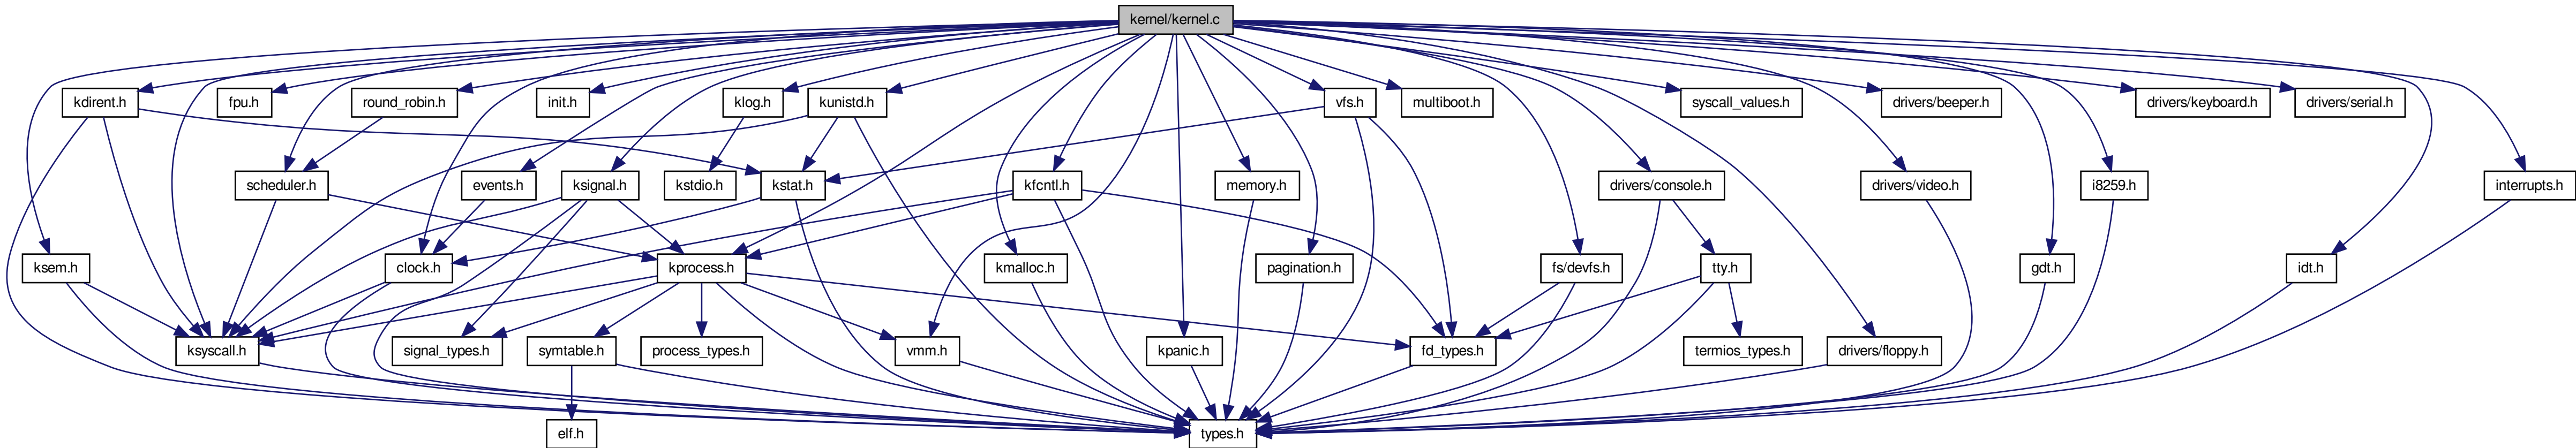 kernel/kernel.c
kdirent.h
fpu.h
round_robin.h
init.h
klog.h
kunistd.h
vfs.h
multiboot.h
syscall_values.h
drivers/beeper.h
drivers/keyboard.h
drivers/serial.h
scheduler.h
events.h
ksignal.h
kstdio.h
kstat.h
kfcntl.h
memory.h
drivers/console.h
drivers/video.h
i8259.h
interrupts.h
ksem.h
clock.h
kprocess.h
kmalloc.h
pagination.h
fs/devfs.h
tty.h
gdt.h
idt.h
ksyscall.h
signal_types.h
symtable.h
process_types.h
vmm.h
kpanic.h
fd_types.h
termios_types.h
drivers/floppy.h
elf.h
types.h